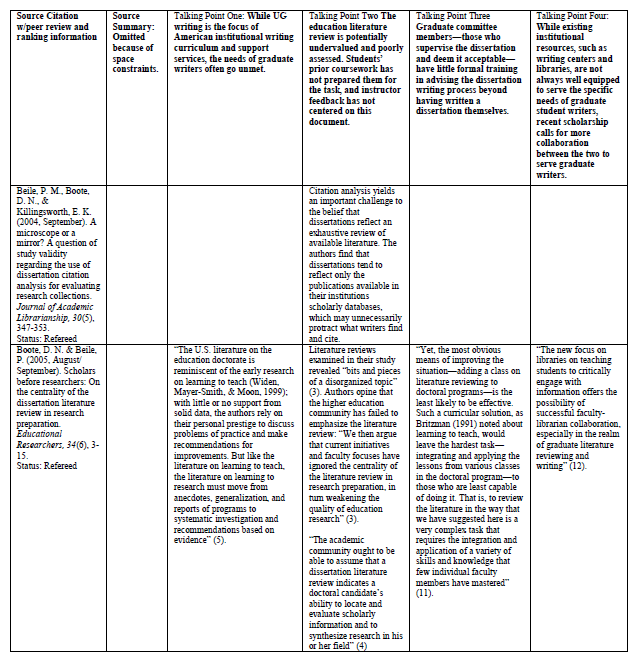 Source Citation
w/peer review and
ranking information
Source
Summary:
Omitted
because of
space
constraints.
Talking Point One: While UG
writing is the focus of
American institutional writing
curriculum and support
services, the needs of graduate
writers often go unmet.
Talking Point Two The
education literature
review is potentially
undervalued and poorly
assessed. Students'
prior coursework has
not prepared them for
the task, and instructor
feedback has not
centered on this
document.
Talking Point Three
Graduate committee
members—those who
supervise the dissertation
and deem it acceptable—
have little formal training
in advising the dissertation
writing process beyond
having written a
dissertation themselves.
Talking Point Four:
While existing
institutional
resources, such as
writing centers and
libraries, are not
always well equipped
to serve the specific
needs of graduate
student writers,
recent scholarship
calls for more
collaboration
between the two to
serve graduate
writers.
Beile, P. M., Boote,
D. N., &
Killingsworth, E. K.
(2004, September). A
microscope or a
mirror? A question of
study validity
regarding the use of
dissertation citation
analysis for evaluating
research collections.
Journal of Academic
Librarianship, 30(5),
347-353.
Status: Refereed
Citation analysis yields
an important challenge to
the belief that
dissertations reflect an
exhaustive review of
available literature. The
authors find that
dissertations tend to
reflect only the
publications available in
their institutions
scholarly databases,
which may unnecessarily
protract what writers find
and cite.
Boote, D. N. & Beile,
P. (2005, August/
September). Scholars
before researchers: On
the centrality of the
dissertation literature
review in research
preparation.
Educational
Researchers, 34(6), 3-
15.
Status: Refereed
"The U.S. literature on the
education doctorate is
reminiscent of the early research
on learning to teach (Widen,
Mayer-Smith, & Moon, 1999);
with little or no support from
solid data, the authors rely on
their personal prestige to discuss
problems of practice and make
recommendations for
improvements. But like the
literature on learning to teach,
the literature on learning to
research must move from
anecdotes, generalization, and
reports of programs to
systematic investigation and
recommendations based on
evidence" (5).
Literature reviews
examined in their study
revealed "bits and pieces
of a disorganized topic"
(3). Authors opine that
the higher education
community has failed to
emphasize the literature
review: "We then argue
that current initiatives
and faculty focuses have
ignored the centrality of
the literature review in
research preparation, in
turn weakening the
quality of education
research" (3).
"The academic
community ought to be
able to assume that a
dissertation literature
review indicates a
doctoral candidate's
ability to locate and
evaluate scholarly
information and to
synthesize research in his
or her field" (4)
"Yet, the most obvious
means of improving the
situation—adding a class on
literature reviewing to
doctoral programs—is the
least likely to be effective.
Such a curricular solution, as
Britzman (1991) noted about
learning to teach, would
leave the hardest task—
integrating and applying the
lessons from various classes
in the doctoral program—to
those who are least capable
of doing it. That is, to review
the literature in the way that
we have suggested here is a
very complex task that
requires the integration and
application of a variety of
skills and knowledge that
few individual faculty
members have mastered"
(11).
"The new focus on
libraries on teaching
students to critically
engage with
information offers the
possibility of
successful faculty-
librarian collaboration,
especially in the realm
of graduate literature
reviewing and
writing" (12).